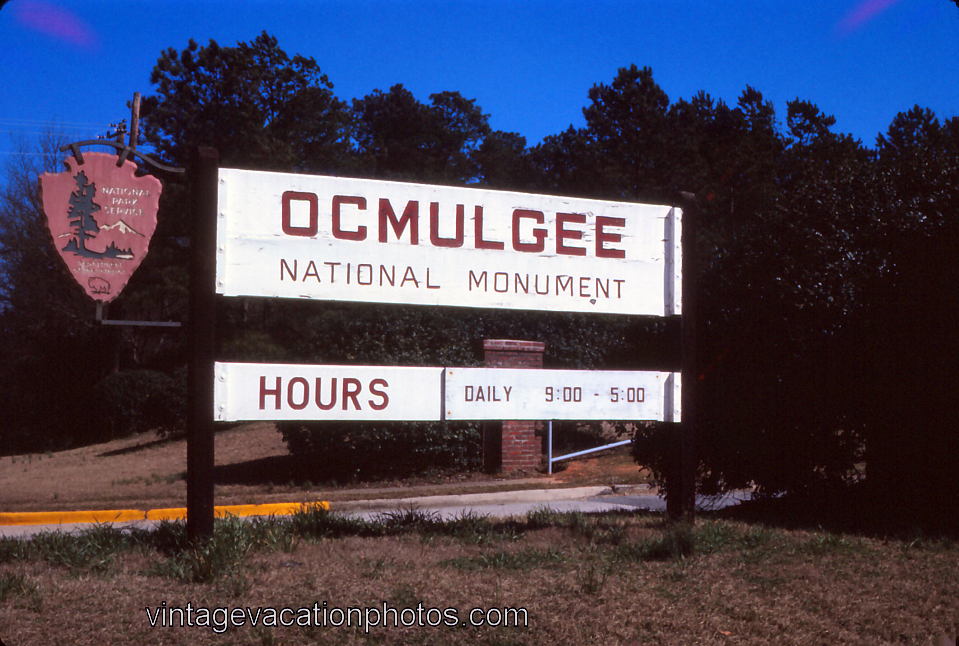 NATIONAL
PARK
SERVICE
OCMULGEE
NATIONAL MONUMENT
HOURS DAILY 9:00 - 5:00
vintagevacationphotos.com